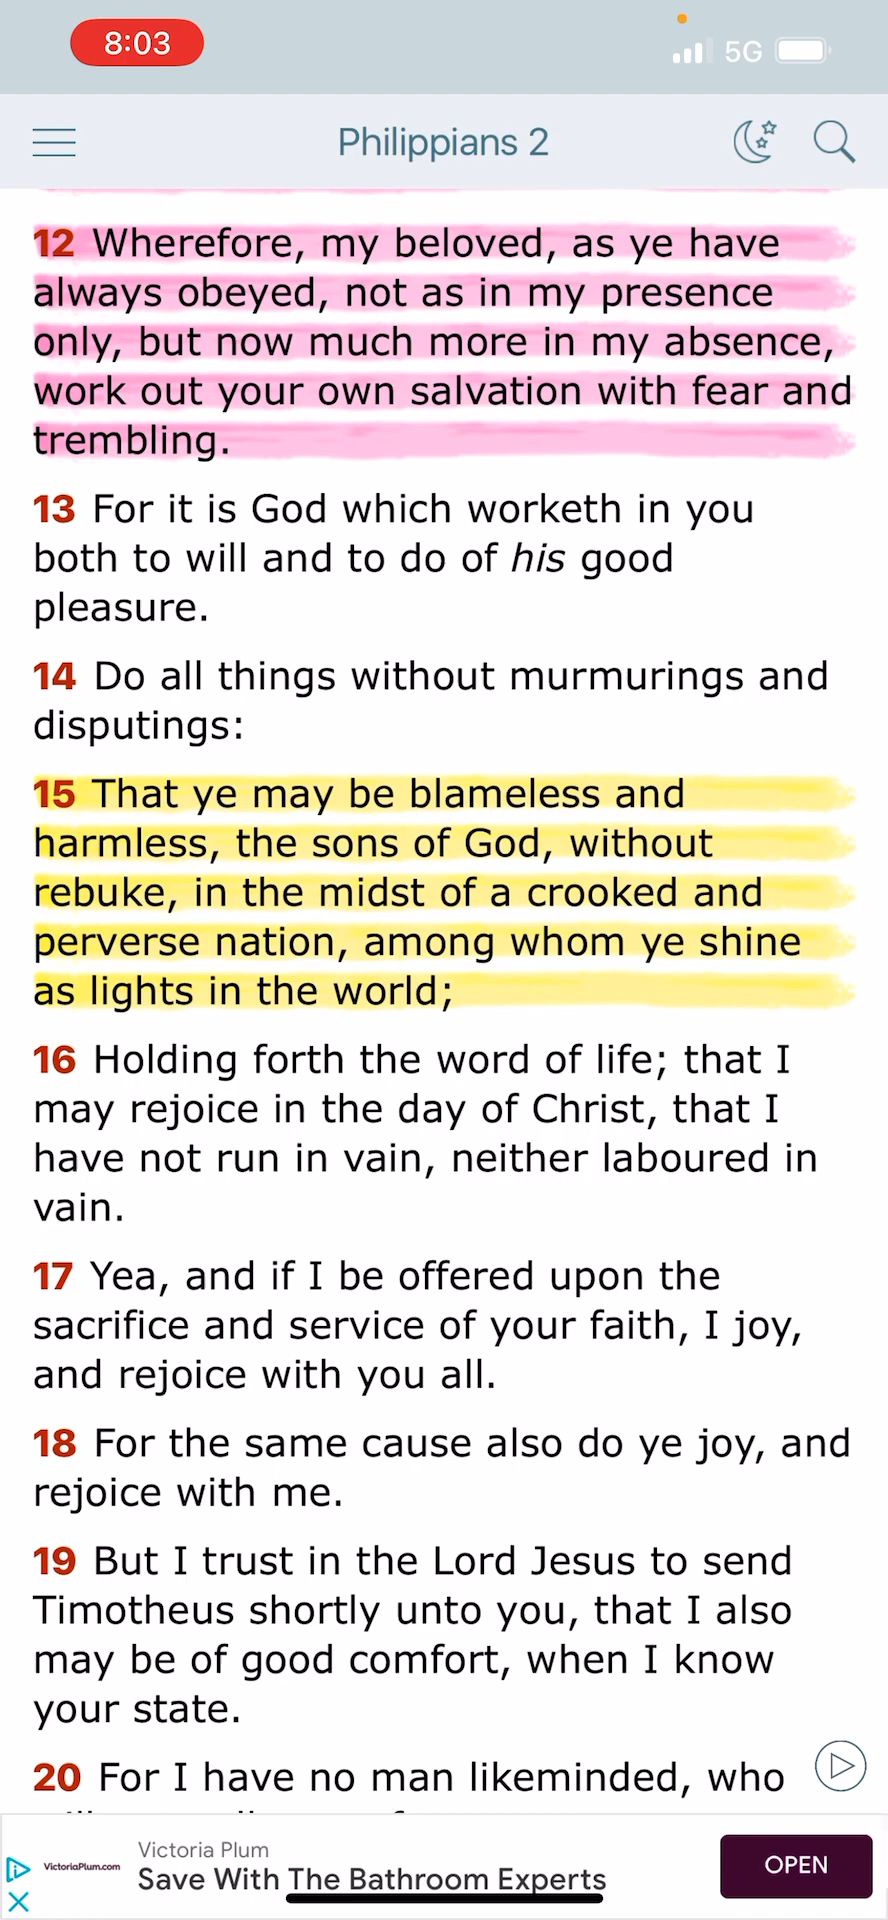 8:03
5G
Philippians 2
12 Wherefore, my beloved, as ye have
always obeyed, not as in my presence
only, but now much more in my absence,
work out your own salvation with fear and
trembling.
13 For it is God which worketh in you
both to will and to do of his good
pleasure.
14 Do all things without murmurings and
disputings:
15 That ye may be blameless and
harmless, the sons of God, without
rebuke, in the midst of a crooked and
perverse nation, among whom ye shine
as lights in the world;
16 Holding forth the word of life; that I
may rejoice in the day of Christ, that I
have not run in vain, neither laboured in
vain.
17 Yea, and if I be offered upon the
sacrifice and service of your faith, I joy,
and rejoice with you all.
18 For the same cause also do ye joy, and
rejoice with me.
19 But I trust in the Lord Jesus to send
Timotheus shortly unto you, that I also
may be of good comfort, when I know
your state.
20 For I have no man likeminded, who
VictoriaPlum.com
Victoria Plum
Save With The Bathroom Experts
OPEN